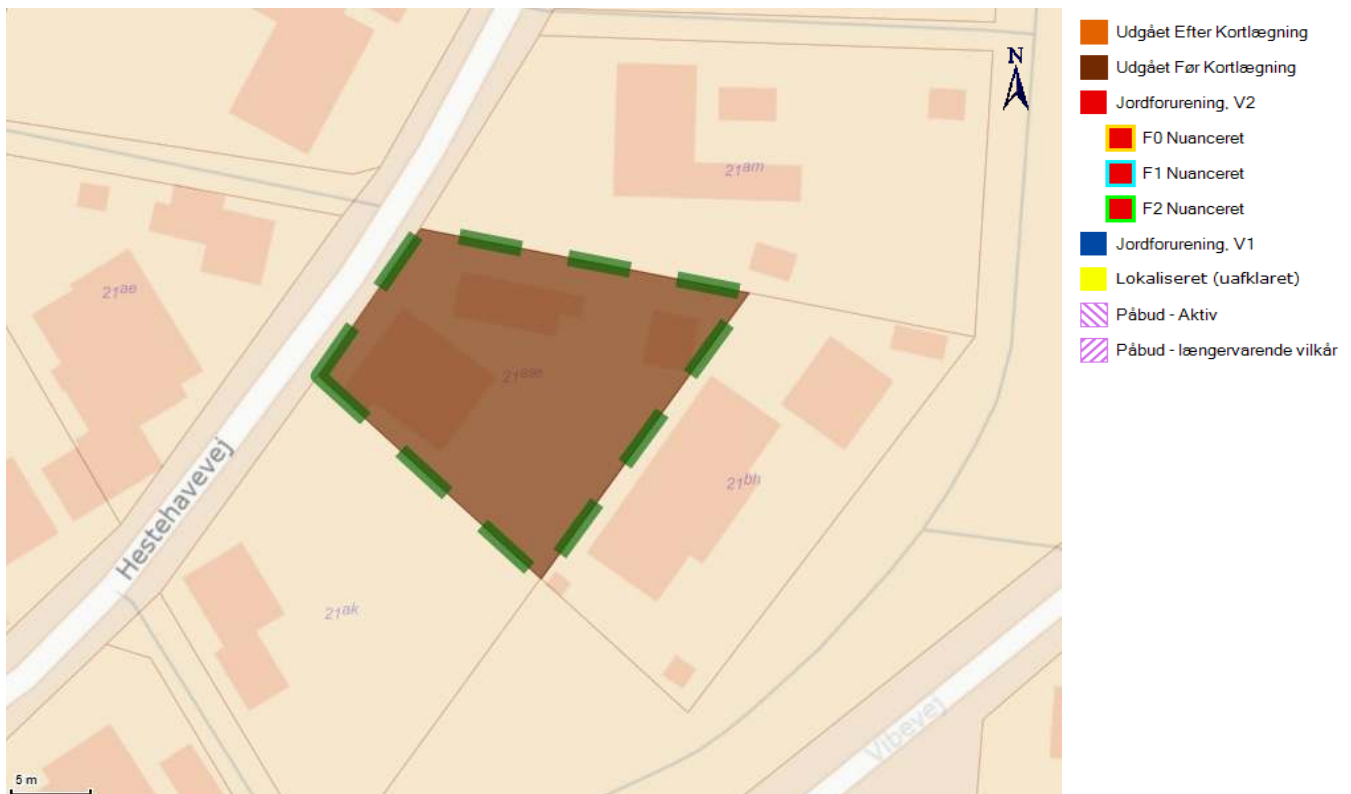 N
21am
21ae
21aae
21bh
Hestehavevej
21ak
Vibevej
5 m
Udgået Efter Kortlægning
Udgået Før Kortlægning
Jordforurening, V2
F0 Nuanceret
F1 Nuanceret
F2 Nuanceret
Jordforurening, V1
Lokaliseret (uafklaret)
Påbud - Aktiv
Påbud - længervarende vilkår